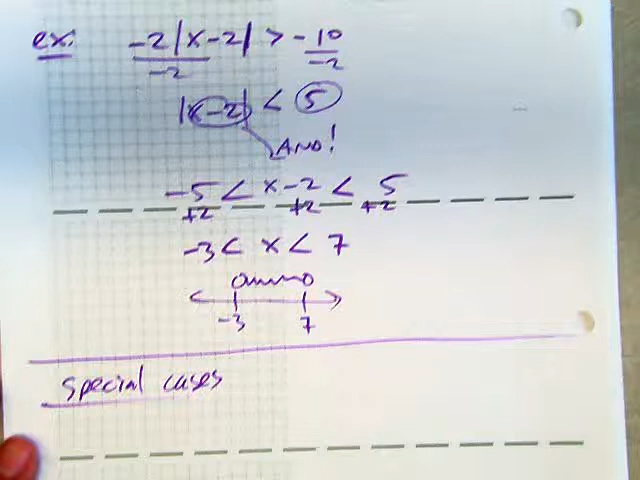 ex. -2|x-2| > -10
-2 -2
|x-2| < 5
AND!
-5 < x-2 < 5
+2 +2 +2
-3 < x < 7
-3 7
special cases